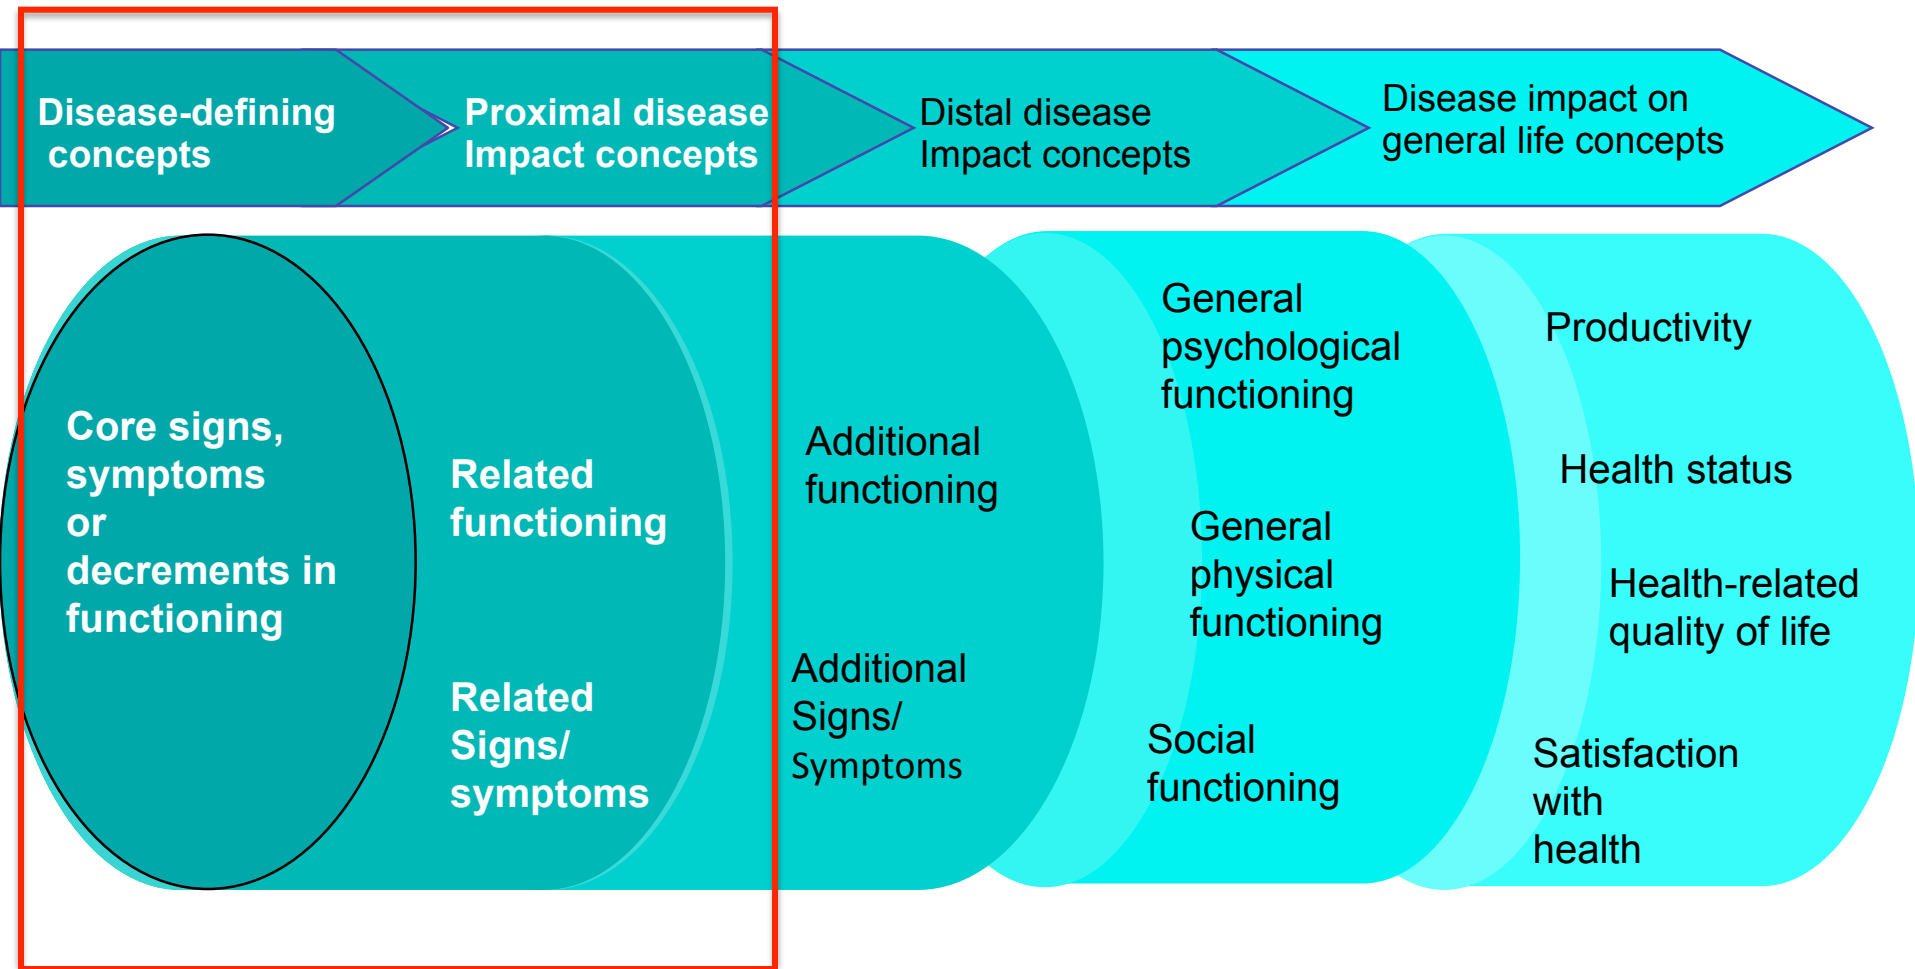 Disease-defining
concepts
Proximal disease
Impact concepts
Distal disease
Impact concepts
Disease impact on
general life concepts
Core signs,
symptoms
or
decrements in
functioning
Related
functioning
Related
Signs/
symptoms
Additional
functioning
Additional
Signs/
Symptoms
General
psychological
functioning
General
physical
functioning
Social
functioning
Productivity
Health status
Health-related
quality of life
Satisfaction
with
health